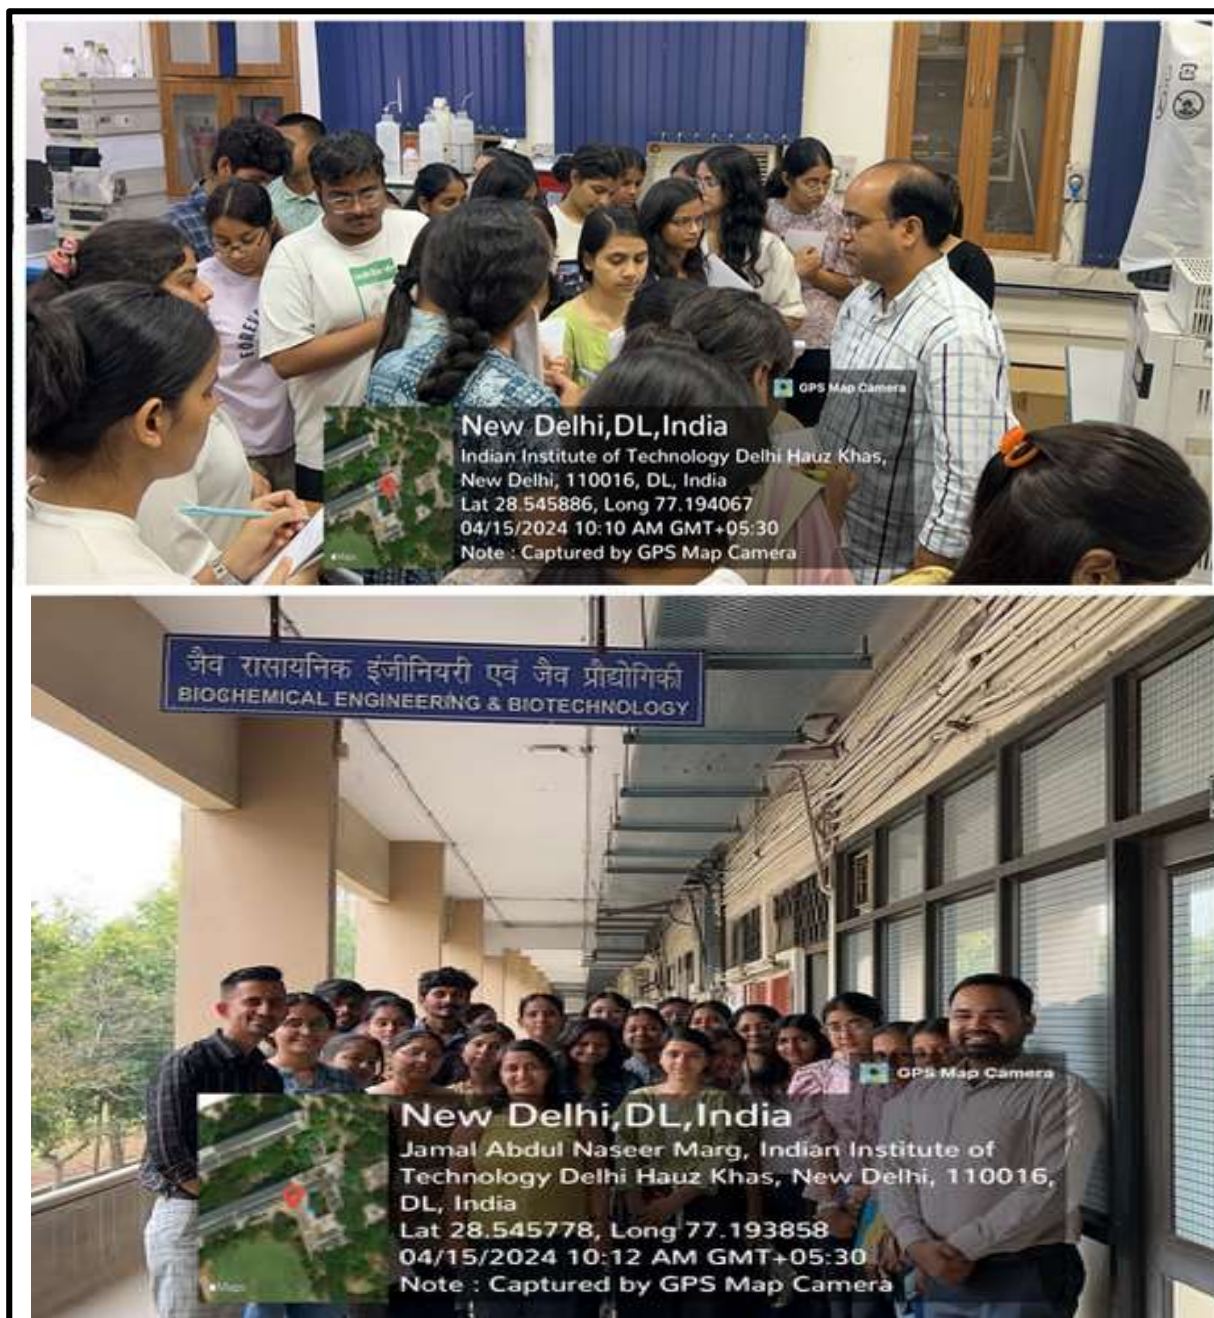 FORE
GPS Map Camera
New Delhi,DL,India
Indian Institute of Technology Delhi Hauz Khas,
New Delhi, 110016, DL, India
Lat 28.545886, Long 77.194067
04/15/2024 10:10 AM GMT+05:30
Note : Captured by GPS Map Camera
Maps
जैव रासायनिक इंजीनियरी एवं जैव प्रौद्योगिकी
BIOCHEMICAL ENGINEERING & BIOTECHNOLOGY
GPS Map Camera
New Delhi,DL,India
Jamal Abdul Naseer Marg, Indian Institute of
Technology Delhi Hauz Khas, New Delhi, 110016,
DL, India
Lat 28.545778, Long 77.193858
04/15/2024 10:12 AM GMT+05:30
Note : Captured by GPS Map Camera
Maps